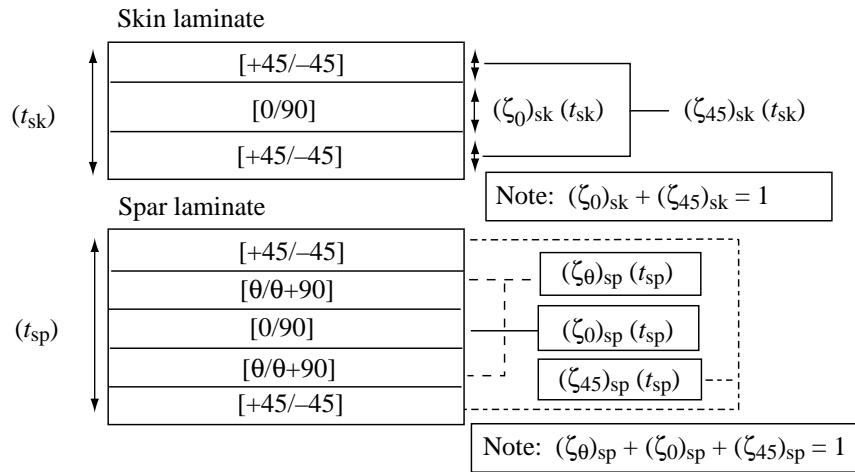 Skin laminate
[+45/–45]
[0/90]
[+45/–45]
(t_sk)
(ζ_0)_sk (t_sk)
(ζ_45)_sk (t_sk)
Note: (ζ_0)_sk + (ζ_45)_sk = 1
Spar laminate
[+45/–45]
[θ/θ+90]
[0/90]
[θ/θ+90]
[+45/–45]
(t_sp)
(ζ_θ)_sp (t_sp)
(ζ_0)_sp (t_sp)
(ζ_45)_sp (t_sp)
Note: (ζ_θ)_sp + (ζ_0)_sp + (ζ_45)_sp = 1